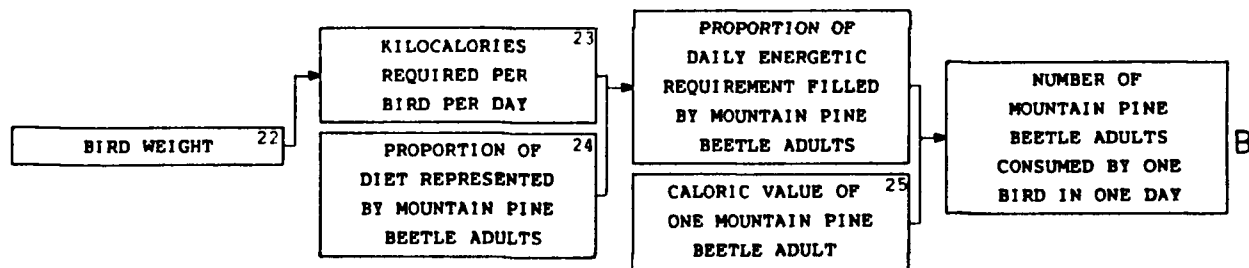 BIRD WEIGHT 22
KILOCALORIES 23
REQUIRED PER
BIRD PER DAY
PROPORTION OF 24
DIET REPRESENTED
BY MOUNTAIN PINE
BEETLE ADULTS
PROPORTION OF
DAILY ENERGETIC
REQUIREMENT FILLED
BY MOUNTAIN PINE
BEETLE ADULTS
CALORIC VALUE OF 25
ONE MOUNTAIN PINE
BEETLE ADULT
NUMBER OF
MOUNTAIN PINE
BEETLE ADULTS
CONSUMED BY ONE
BIRD IN ONE DAY
B